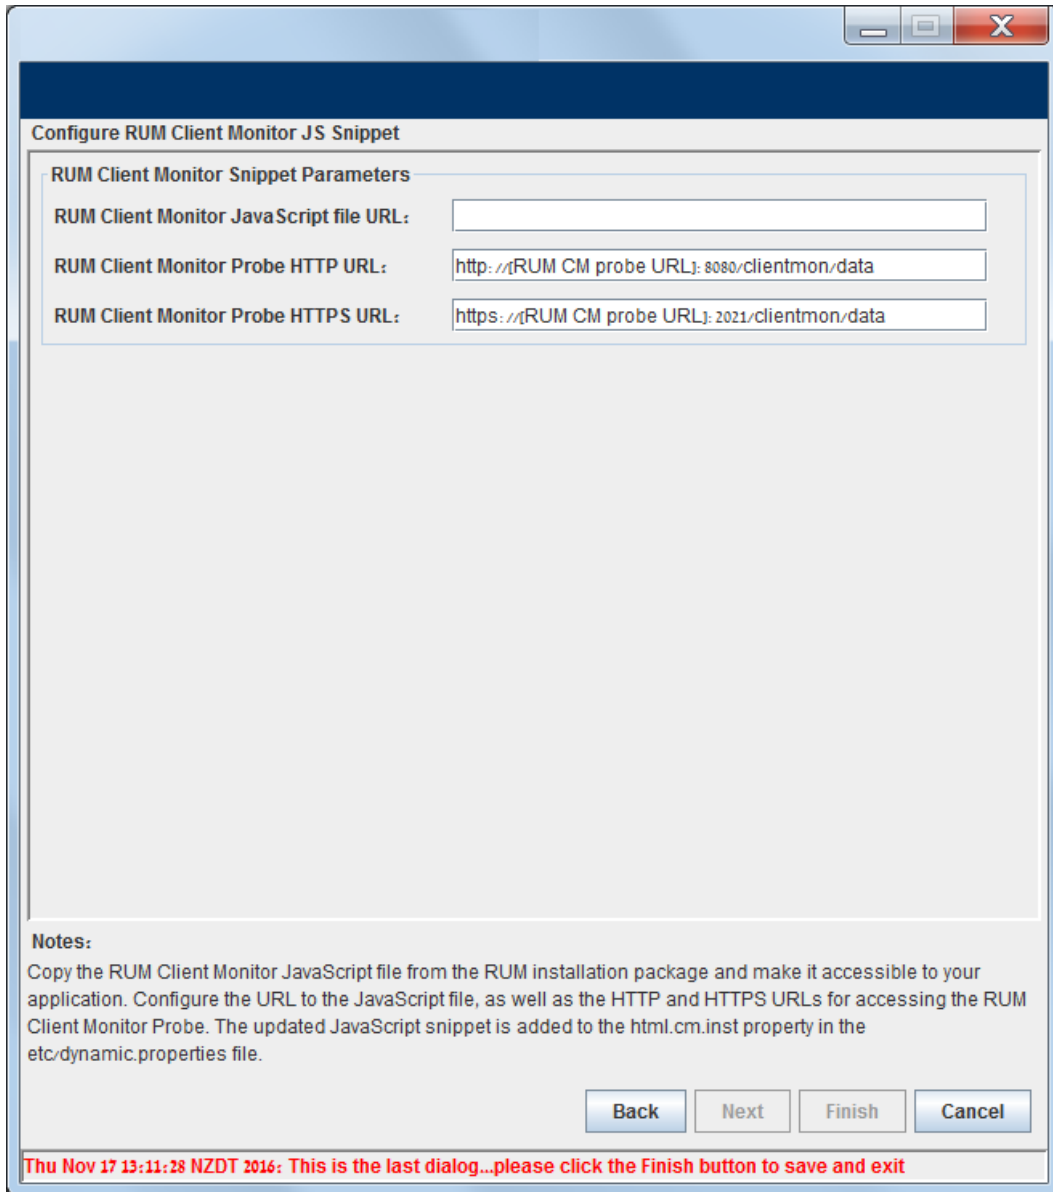 Configure RUM Client Monitor JS Snippet
RUM Client Monitor Snippet Parameters
RUM Client Monitor JavaScript file URL:
RUM Client Monitor Probe HTTP URL: http://[RUM CM probe URL]:8080/clientmon/data
RUM Client Monitor Probe HTTPS URL: https://[RUM CM probe URL]:2021/clientmon/data
Notes:
Copy the RUM Client Monitor JavaScript file from the RUM installation package and make it accessible to your
application. Configure the URL to the JavaScript file, as well as the HTTP and HTTPS URLs for accessing the RUM
Client Monitor Probe. The updated JavaScript snippet is added to the html.cm.inst property in the
etc/dynamic.properties file.
Back Next Finish Cancel
Thu Nov 17 13:11:28 NZDT 2016: This is the last dialog...please click the Finish button to save and exit